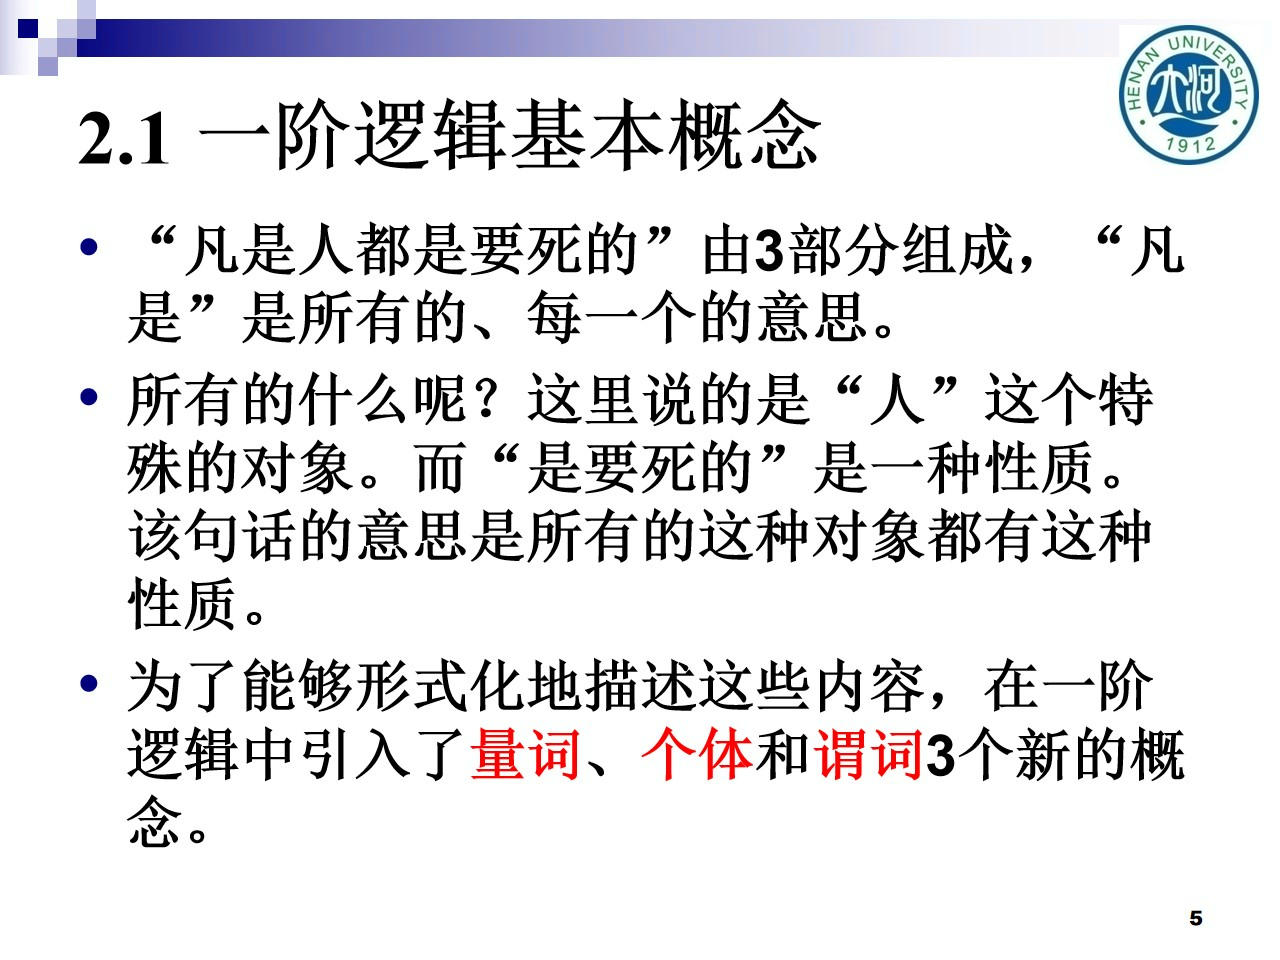 HENAN UNIVERSITY
大河
1912
2.1 一阶逻辑基本概念
• “凡是人都是要死的”由3部分组成，“凡
是”是所有的、每一个的意思。
• 所有的什么呢？这里说的是“人”这个特
殊的对象。而“是要死的”是一种性质。
该句话的意思是所有的这种对象都有这种
性质。
• 为了能够形式化地描述这些内容，在一阶
逻辑中引入了量词、个体和谓词3个新的概
念。
5